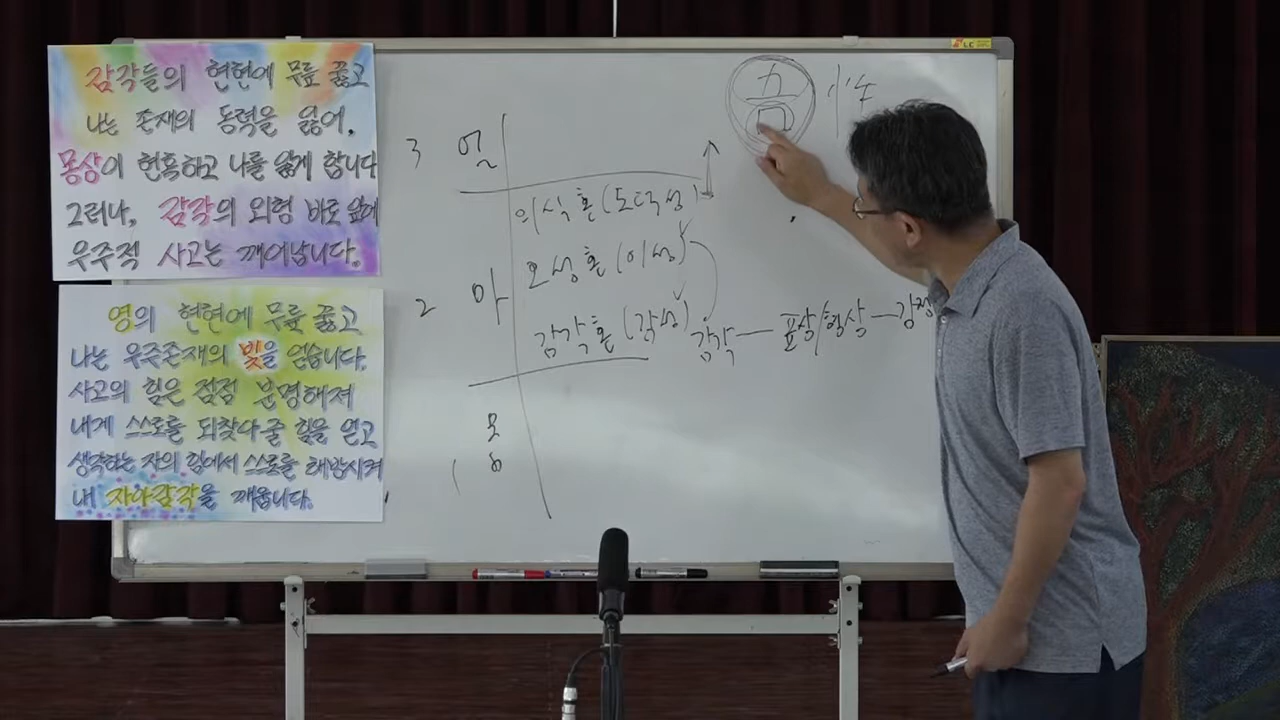 감각들의 현현에 무릎 꿇고
나는 존재의 동력을 잃어,
몽상이 현혹하고 나를 앓게 합니다
그러나, 감각의 외형 바로 앞에
우주적 사고는 깨어납니다.
영의 현현에 무릎 꿇고
나는 우주존재의 빛을 얻습니다.
사고의 힘은 점점 분명해져
내게 스스로를 되찾다 줄 힘을 얻고
생각하는 자의 힘에서 스스로를 해방시켜
내 자아감각을 깨웁니다.
3 얼
의식혼 (도덕성)
2 마
오성혼 (이성)
감각혼 (감성)
감각 — 표상/형상 — 감정
몸